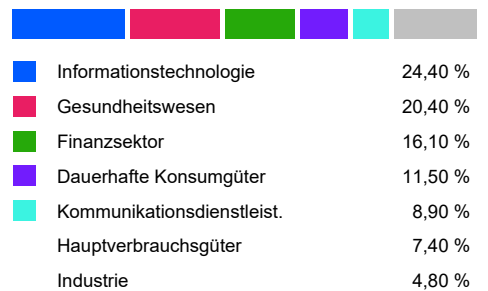 Informationstechnologie 24,40 %
Gesundheitswesen 20,40 %
Finanzsektor 16,10 %
Dauerhafte Konsumgüter 11,50 %
Kommunikationsdienstleist. 8,90 %
Hauptverbrauchsgüter 7,40 %
Industrie 4,80 %